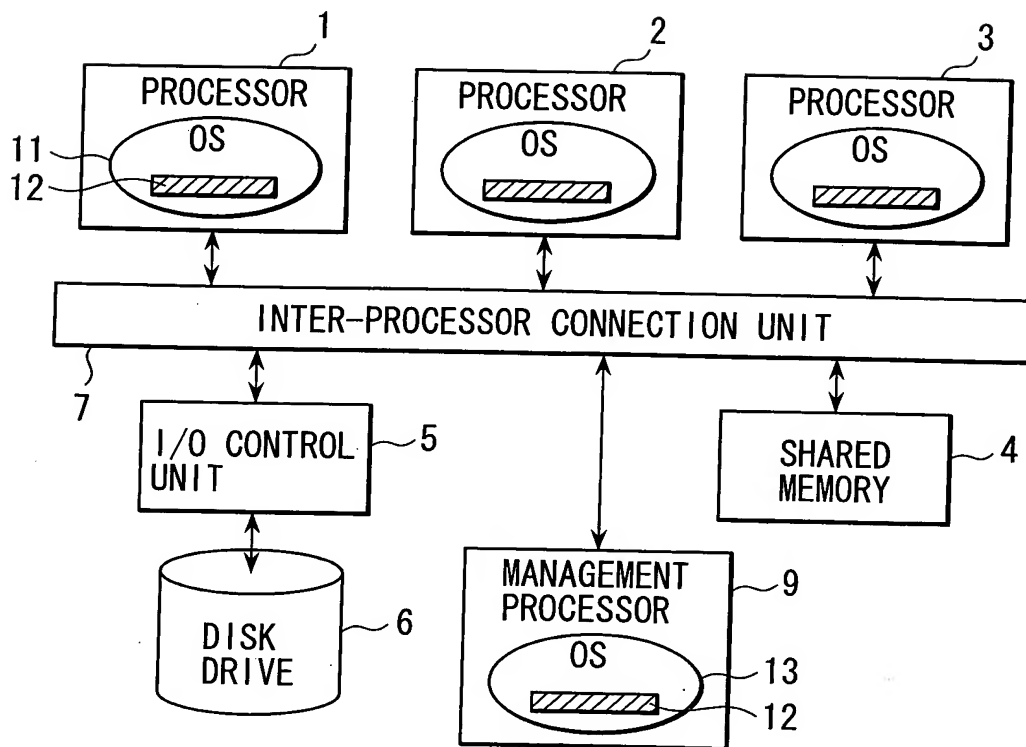 1
2
3
PROCESSOR
PROCESSOR
PROCESSOR
OS
OS
OS
11
12
INTER-PROCESSOR CONNECTION UNIT
7
I/O CONTROL
UNIT
5
SHARED
MEMORY
4
MANAGEMENT
PROCESSOR
9
DISK
DRIVE
6
OS
13
12